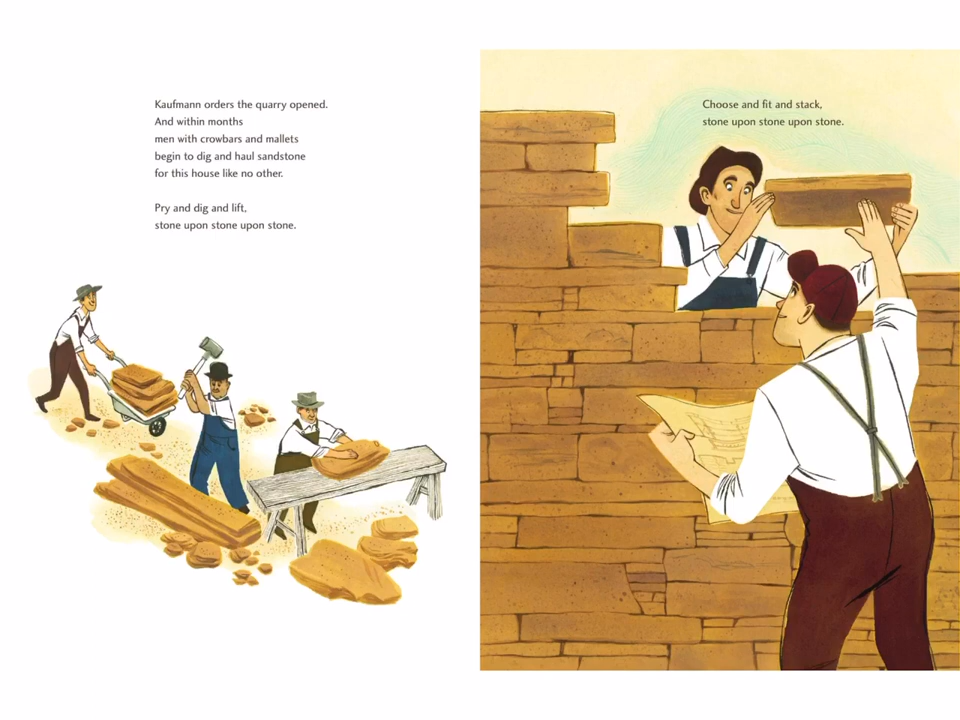 Kaufmann orders the quarry opened.
And within months
men with crowbars and mallets
begin to dig and haul sandstone
for this house like no other.
Pry and dig and lift,
stone upon stone upon stone.
Choose and fit and stack,
stone upon stone upon stone.